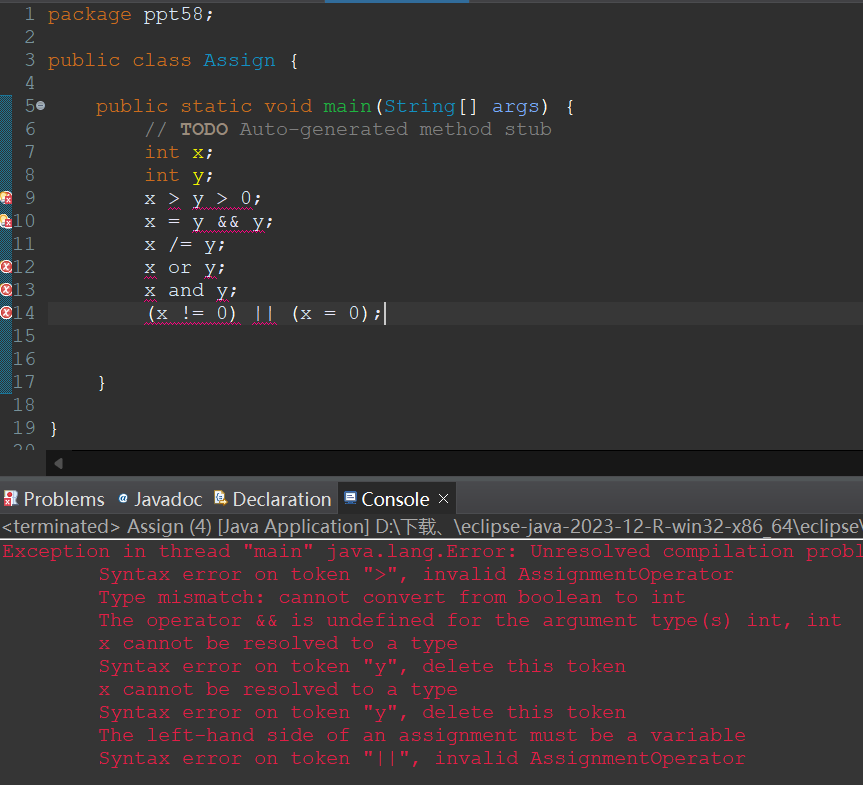 1 package ppt58;
2
3 public class Assign {
4
5 public static void main(String[] args) {
6 // TODO Auto-generated method stub
7 int x;
8 int y;
9 x > y > 0;
10 x = y && y;
11 x /= y;
12 x or y;
13 x and y;
14 (x != 0) || (x = 0);
15
16
17 }
18
19 }
20
Problems Javadoc Declaration Console
<terminated> Assign (4) [Java Application] D:\下载、\eclipse-java-2023-12-R-win32-x86_64\eclipse\
Exception in thread "main" java.lang.Error: Unresolved compilation probl
Syntax error on token ">", invalid AssignmentOperator
Type mismatch: cannot convert from boolean to int
The operator && is undefined for the argument type(s) int, int
x cannot be resolved to a type
Syntax error on token "y", delete this token
x cannot be resolved to a type
Syntax error on token "y", delete this token
The left-hand side of an assignment must be a variable
Syntax error on token "||", invalid AssignmentOperator